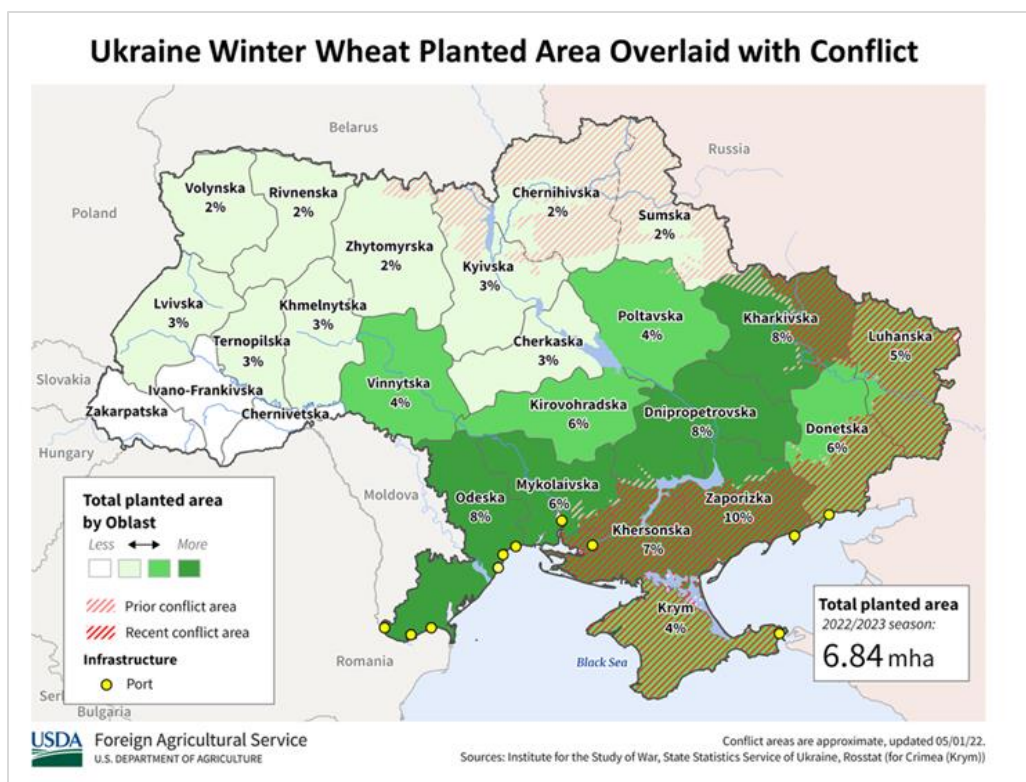 Ukraine Winter Wheat Planted Area Overlaid with Conflict
Belarus
Russia
Poland
Volynska
2%
Rivnenska
2%
Zhytomyrska
2%
Chernihivska
2%
Sumska
2%
Kyivska
3%
Lvivska
3%
Khmelnytska
3%
Ternopilska
3%
Poltavska
4%
Kharkivska
8%
Luhanska
5%
Cherkaska
3%
Slovakia
Ivano-Frankivska
Zakarpatska
Chernivetska
Vinnytska
4%
Kirovohradska
6%
Dnipropetrovska
8%
Donetska
6%
Hungary
Moldova
Odeska
8%
Mykolaivska
6%
Zaporizka
10%
Khersonska
7%
Krym
4%
Black Sea
Romania
Ser
Bulgaria
Total planted area
by Oblast
Less More
Prior conflict area
Recent conflict area
Infrastructure
Port
Total planted area
2022/2023 season:
6.84 mha
USDA Foreign Agricultural Service
U.S. DEPARTMENT OF AGRICULTURE
Conflict areas are approximate, updated 05/01/22.
Sources: Institute for the Study of War, State Statistics Service of Ukraine, Rosstat (for Crimea (Krym))